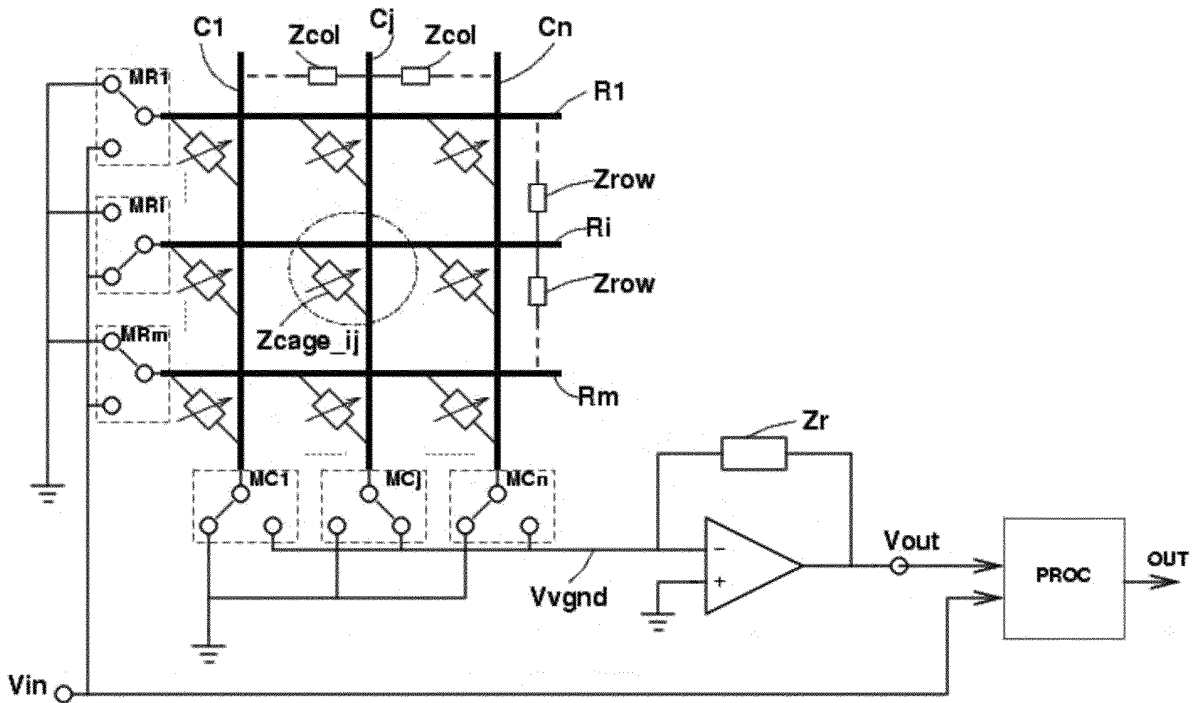 C1
Zcol
Cj
Zcol
Cn
MR1
R1
Zrow
MRi
Ri
Zrow
Zcage_ij
MRm
Rm
Zr
MC1
MCj
MCn
Vout
OUT
PROC
−
+
Vvgnd
Vin